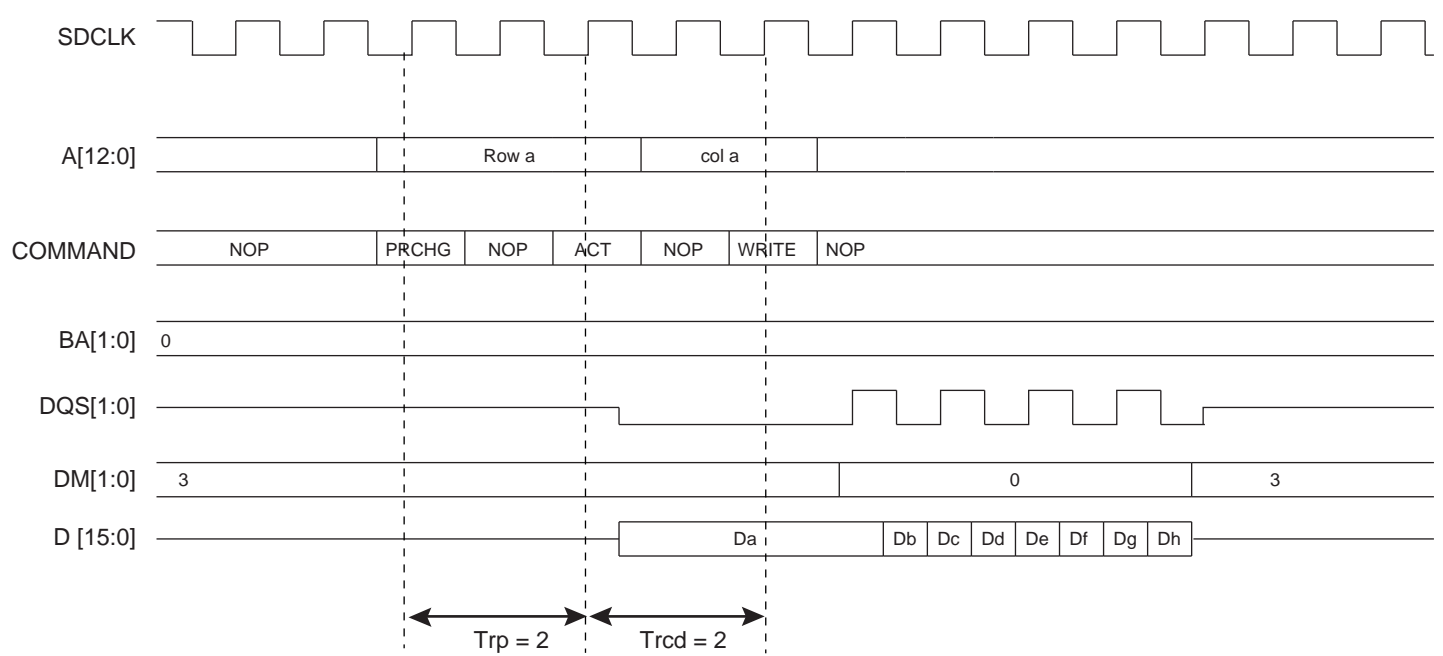 SDCLK
A[12:0] Row a col a
COMMAND NOP PRCHG NOP ACT NOP WRITE NOP
BA[1:0] 0
DQS[1:0]
DM[1:0] 3 0 3
D [15:0] Da Db Dc Dd De Df Dg Dh
Trp = 2 Trcd = 2